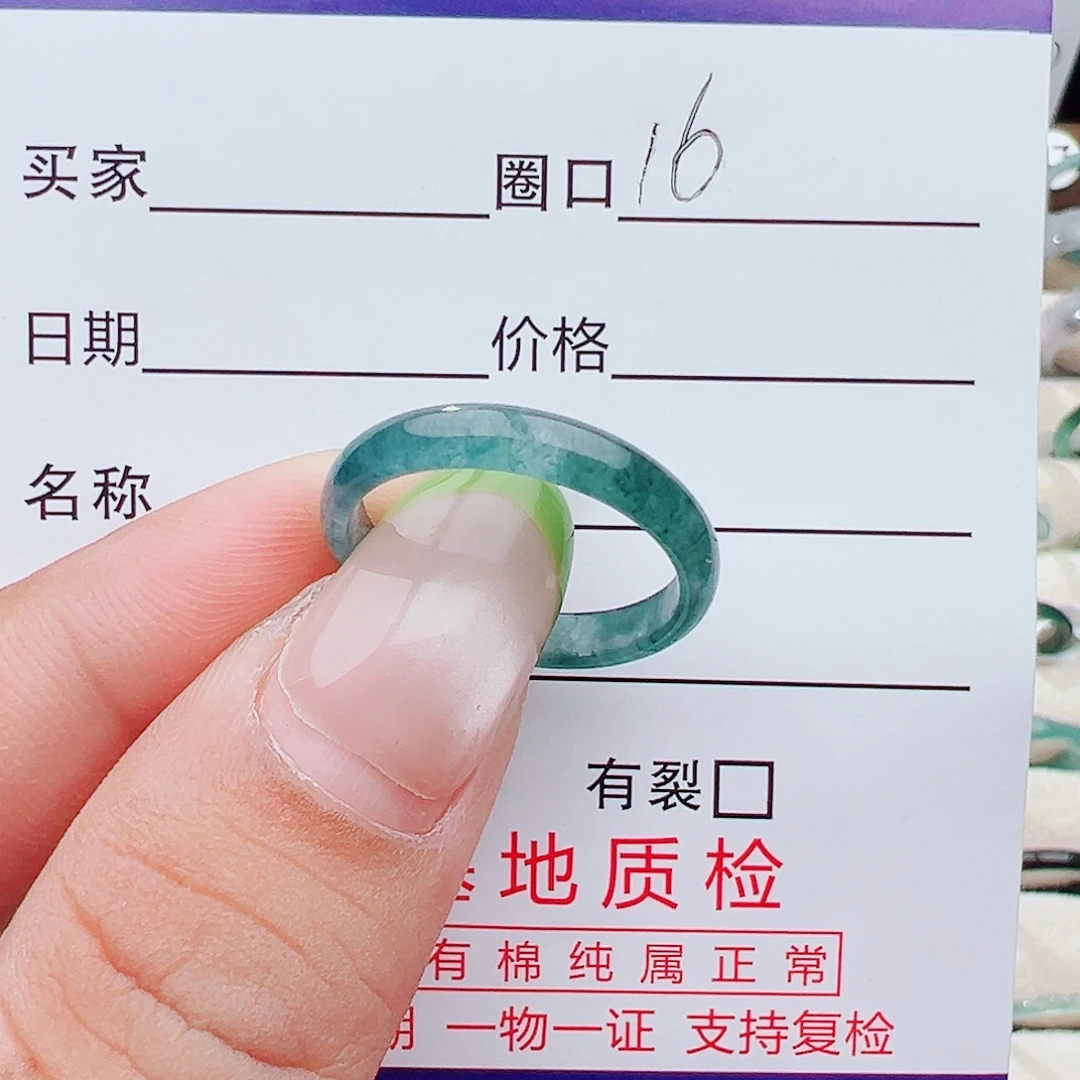 买家 圈口 16
日期 价格
名称
有裂□
地质检
有棉纯属正常
一物一证 支持复检